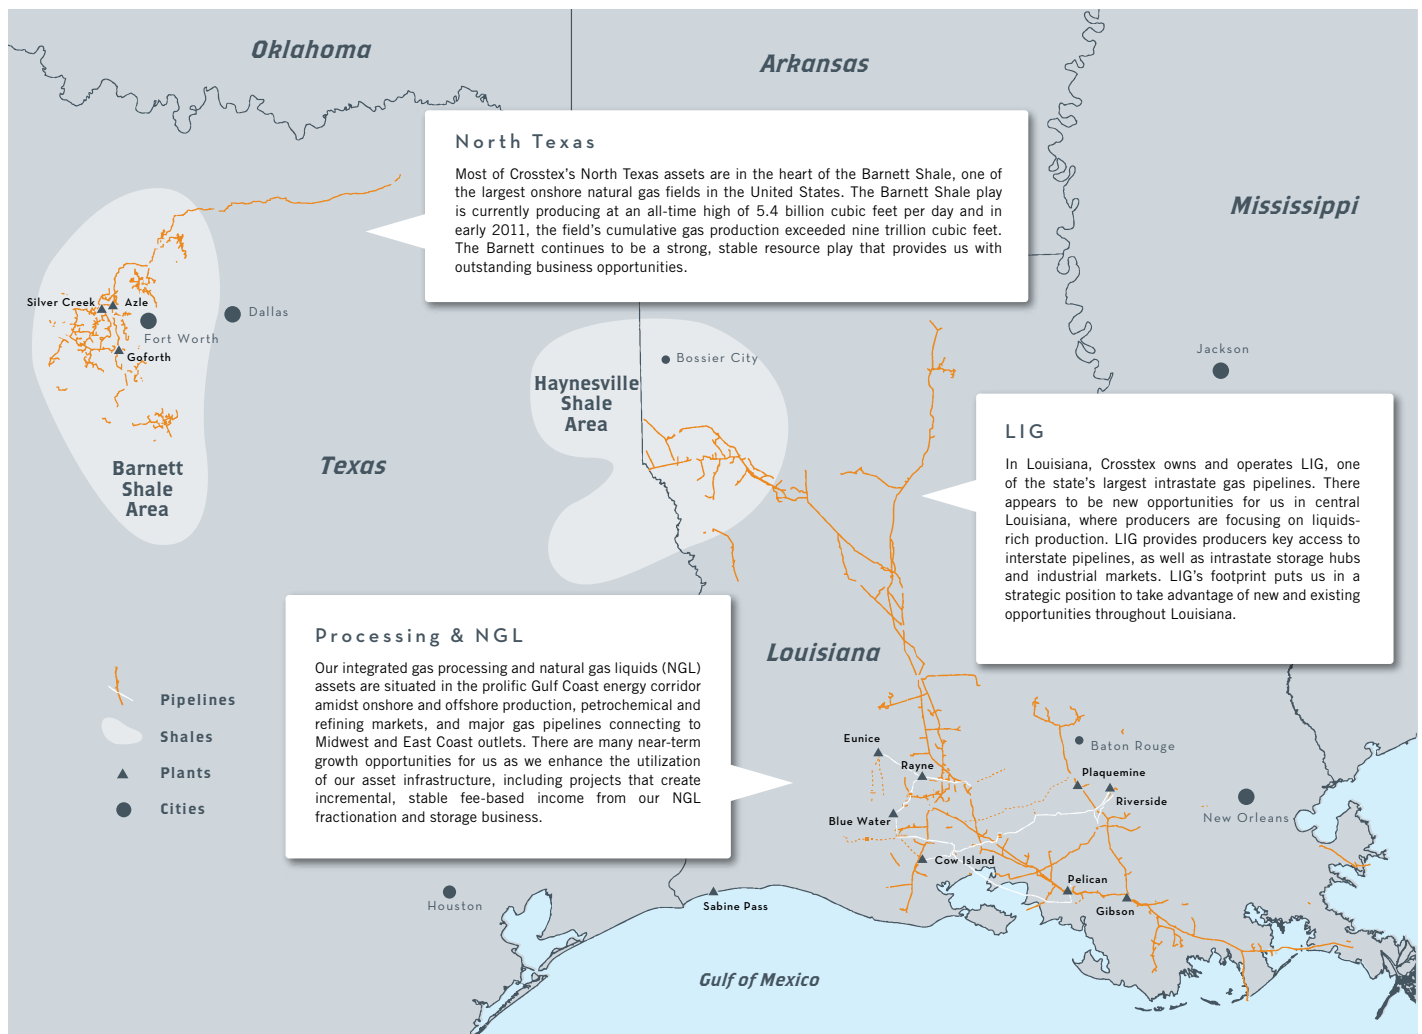 Oklahoma
Arkansas
North Texas
Most of Crosstex's North Texas assets are in the heart of the Barnett Shale, one of
the largest onshore natural gas fields in the United States. The Barnett Shale play
is currently producing at an all-time high of 5.4 billion cubic feet per day and in
early 2011, the field's cumulative gas production exceeded nine trillion cubic feet.
The Barnett continues to be a strong, stable resource play that provides us with
outstanding business opportunities.
Mississippi
Silver Creek
Azle
Dallas
Fort Worth
Goforth
Bossier City
Jackson
Haynesville
Shale
Area
Barnett
Shale
Area
Texas
LIG
In Louisiana, Crosstex owns and operates LIG, one
of the state's largest intrastate gas pipelines. There
appears to be new opportunities for us in central
Louisiana, where producers are focusing on liquids-
rich production. LIG provides producers key access to
interstate pipelines, as well as intrastate storage hubs
and industrial markets. LIG's footprint puts us in a
strategic position to take advantage of new and existing
opportunities throughout Louisiana.
Processing & NGL
Our integrated gas processing and natural gas liquids (NGL)
assets are situated in the prolific Gulf Coast energy corridor
amidst onshore and offshore production, petrochemical and
refining markets, and major gas pipelines connecting to
Midwest and East Coast outlets. There are many near-term
growth opportunities for us as we enhance the utilization
of our asset infrastructure, including projects that create
incremental, stable fee-based income from our NGL
fractionation and storage business.
Louisiana
Pipelines
Shales
Plants
Cities
Eunice
Rayne
Blue Water
Cow Island
Baton Rouge
Plaquemine
Riverside
New Orleans
Pelican
Gibson
Houston
Sabine Pass
Gulf of Mexico